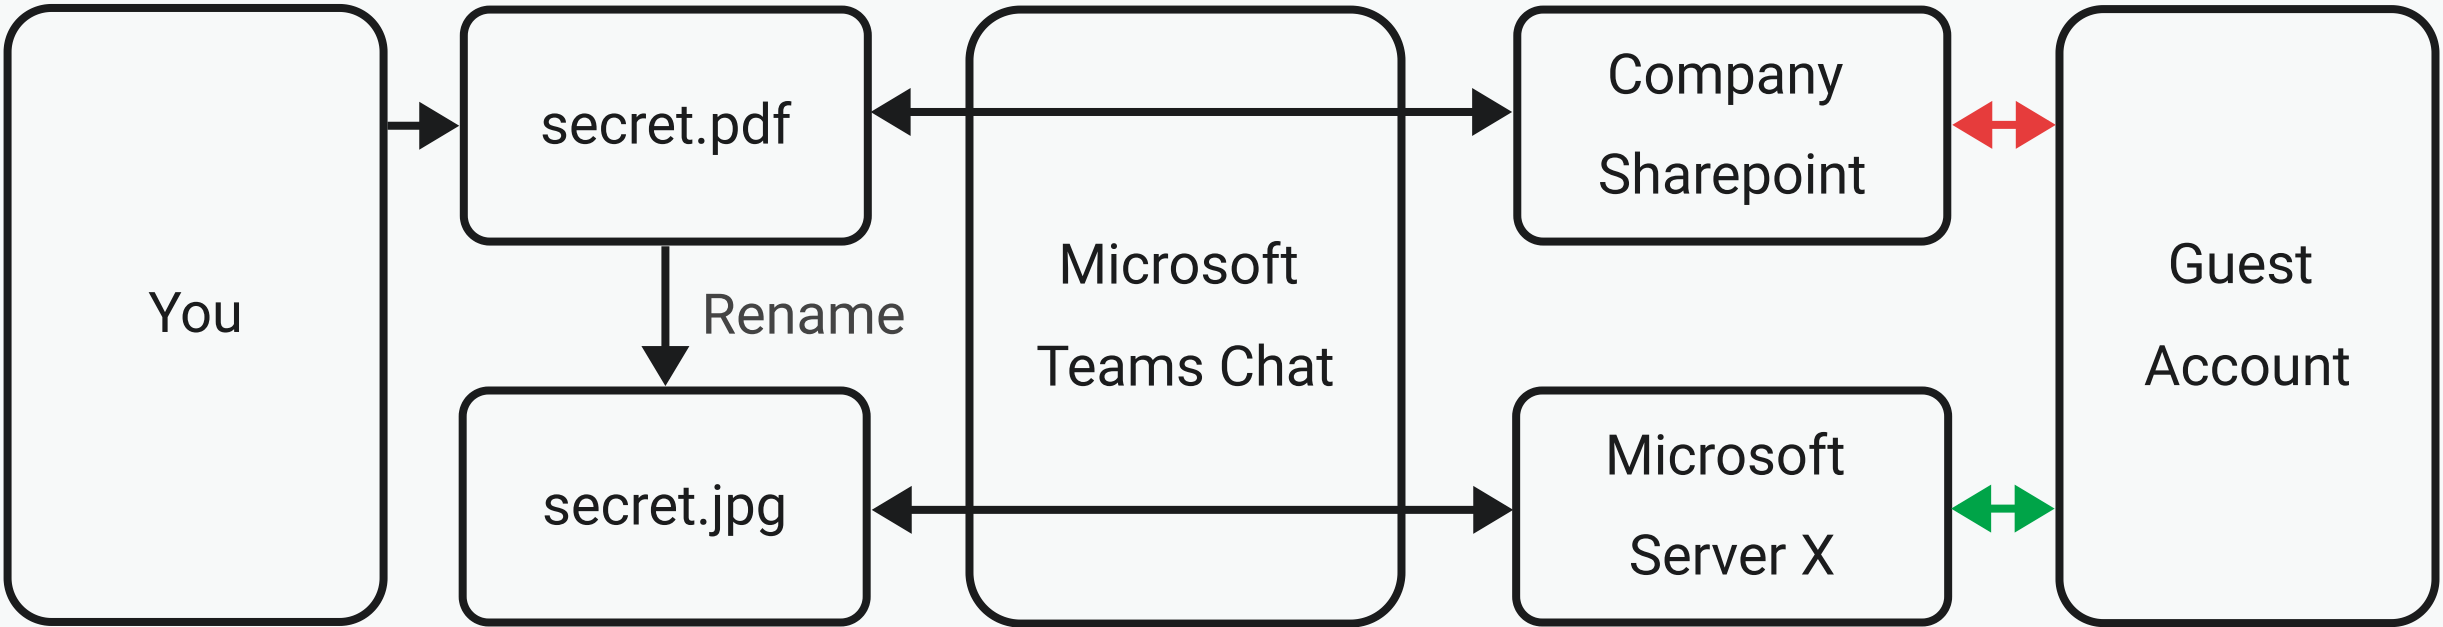 You
secret.pdf
Rename
secret.jpg
Microsoft
Teams Chat
Company
Sharepoint
Microsoft
Server X
Guest
Account